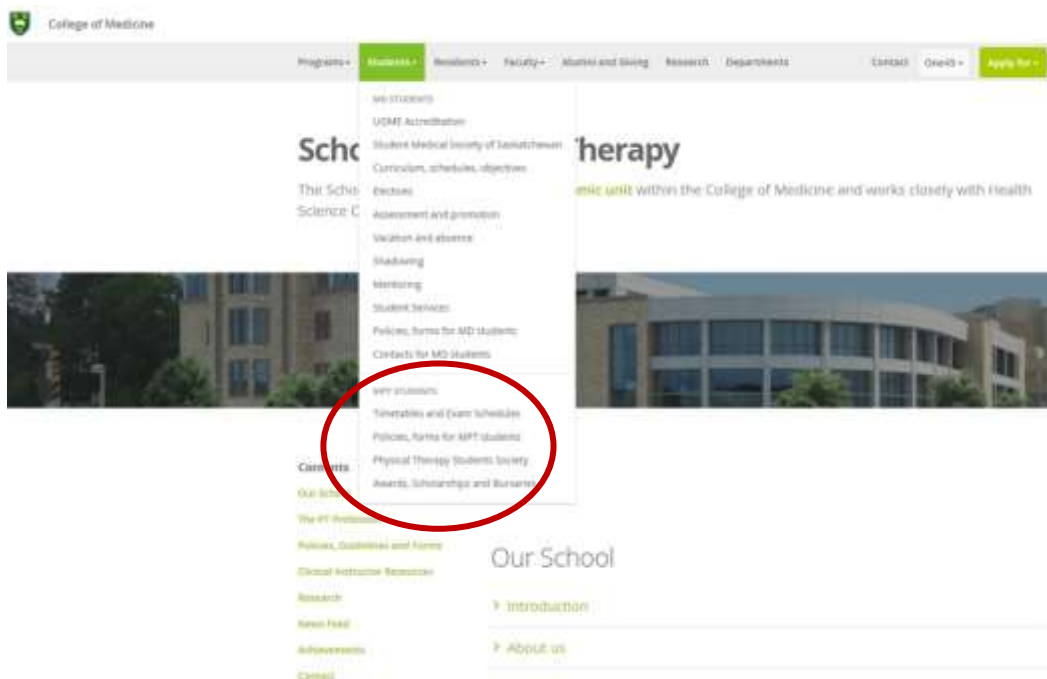 College of Medicine
Programs Students Residents Faculty Alumni and Giving Research Departments Contact One45 Apply for
MD STUDENTS
UGME Accreditation
Student Medical Society of Saskatchewan
Scho herapy
Curriculum, schedules, objectives
The Scho emic unit within the College of Medicine and works closely with Health
Electives
Science C
Assessment and promotion
Vacation and absence
Shadowing
Mentoring
Student Services
Policies, forms for MD students
Contacts for MD students
MPT STUDENTS
Timetables and Exam Schedules
Policies, forms for MPT students
Physical Therapy Students Society
Contents
Awards, Scholarships and Bursaries
Our School
The PT Profession
Policies, Guidelines and Forms
Our School
Clinical Instructor Resources
Research
Introduction
News Feed
Achievements
About us
Contact